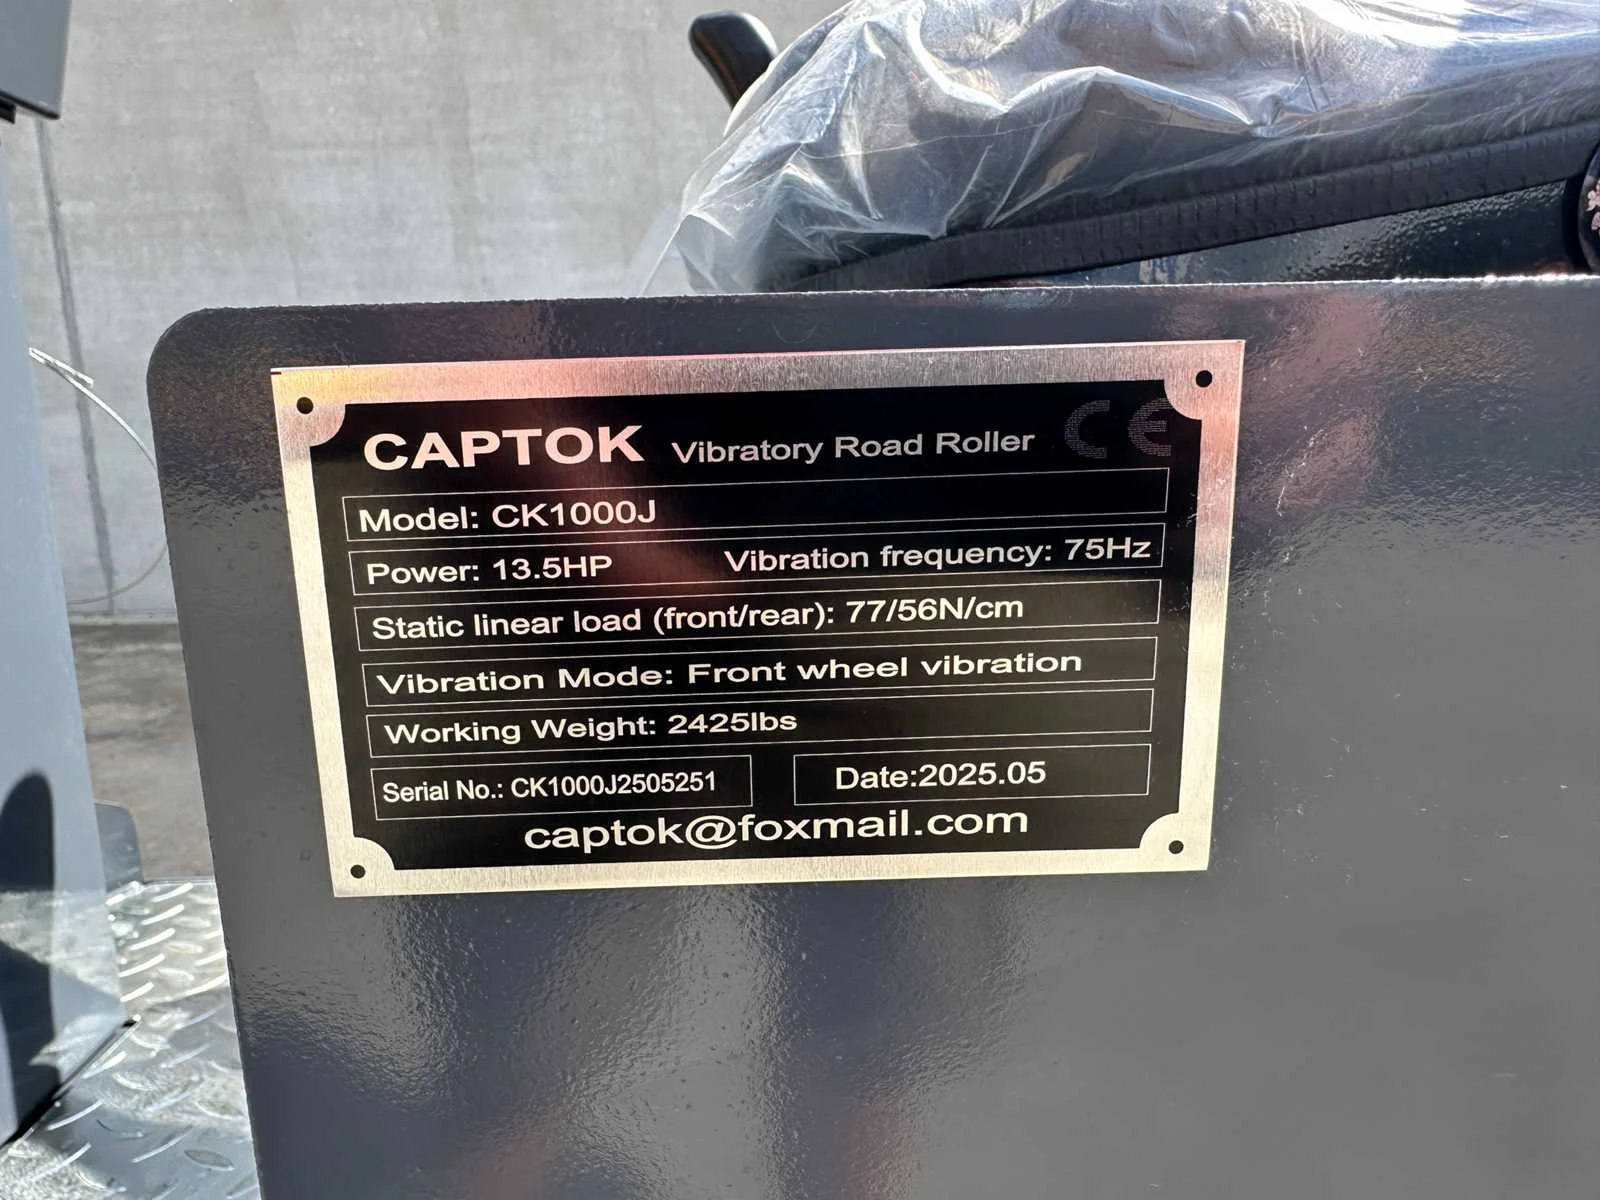 CAPTOK Vibratory Road Roller CE
Model: CK1000J
Power: 13.5HP Vibration frequency: 75Hz
Static linear load (front/rear): 77/56N/cm
Vibration Mode: Front wheel vibration
Working Weight: 2425lbs
Serial No.: CK1000J2505251 Date:2025.05
captok@foxmail.com